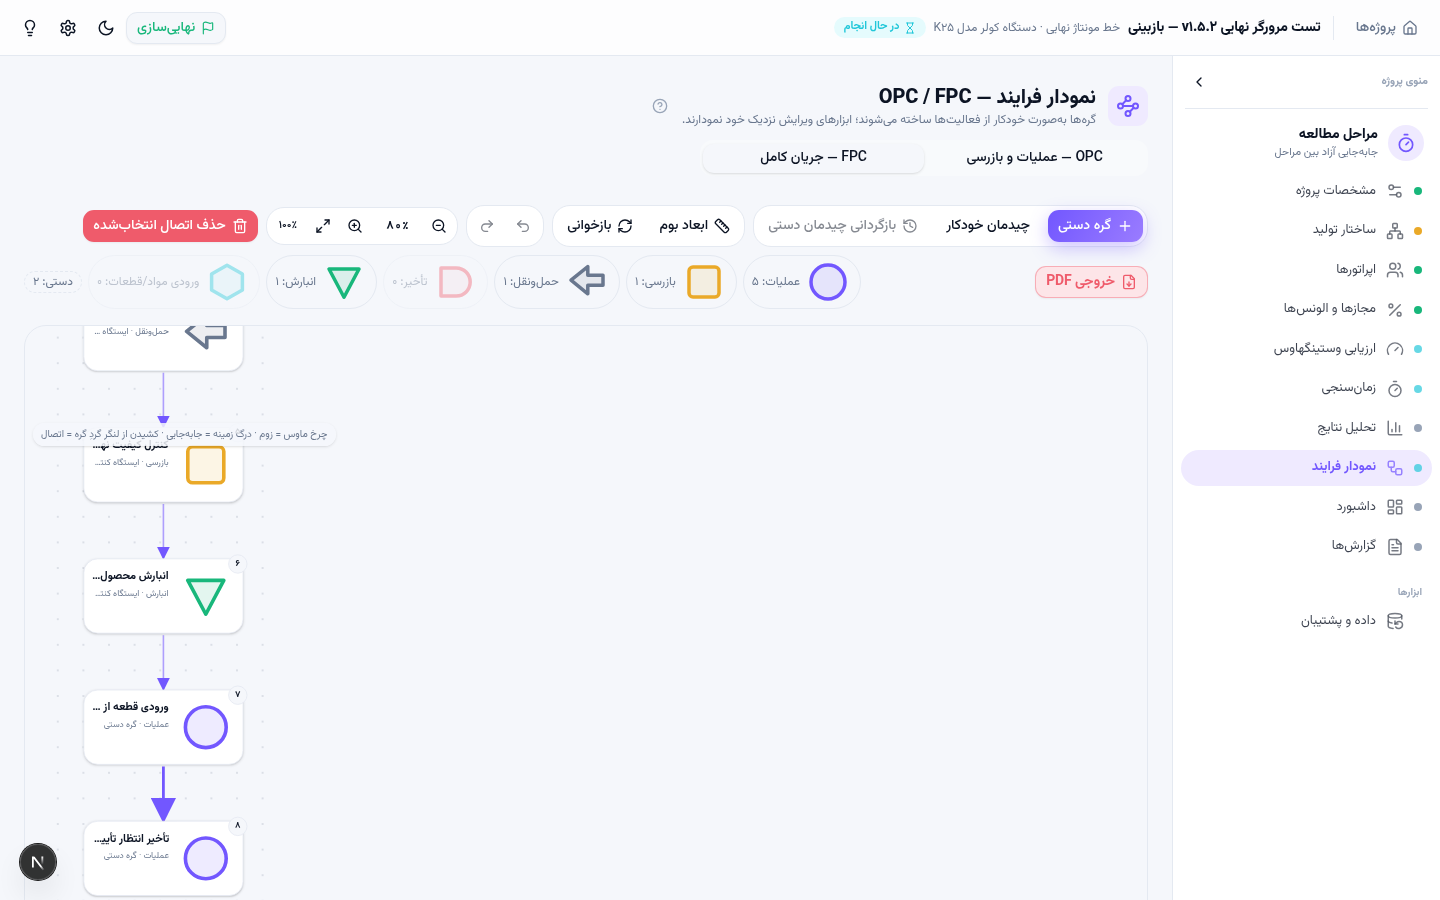 پروژه‌ها
تست مرورگر نهایی v۱.۵.۲ — بازبینی
خط مونتاژ نهایی · دستگاه کولر مدل K۲۵
در حال انجام
نهایی‌سازی
منوی پروژه
مراحل مطالعه
جابه‌جایی آزاد بین مراحل
مشخصات پروژه
ساختار تولید
اپراتورها
مجازها و الونس‌ها
ارزیابی وستینگهاوس
زمان‌سنجی
تحلیل نتایج
نمودار فرایند
داشبورد
گزارش‌ها
ابزارها
داده و پشتیبان
نمودار فرایند — OPC / FPC
گره‌ها به‌صورت خودکار از فعالیت‌ها ساخته می‌شوند؛ ابزارهای ویرایش نزدیک خود نمودارند.
OPC — عملیات و بازرسی
FPC — جریان کامل
گره دستی
چیدمان خودکار
بازگردانی چیدمان دستی
ابعاد بوم
بازخوانی
۸۰٪
۱۰۰٪
حذف اتصال انتخاب‌شده
خروجی PDF
عملیات: ۵
بازرسی: ۱
حمل‌ونقل: ۱
تأخیر: ۰
انبارش: ۱
ورودی مواد/قطعات: ۰
دستی: ۲
حمل‌ونقل · ایستگاه ...
چرخ ماوس = زوم · درگ زمینه = جابه‌جایی · کشیدن از لنگر گردِ گره = اتصال
کنترل کیفیت نه...
بازرسی · ایستگاه کنت...
۶
انبارش محصول...
انبارش · ایستگاه کنت...
۷
ورودی قطعه از ...
عملیات · گره دستی
۸
تأخیر انتظار تأیی...
عملیات · گره دستی
N